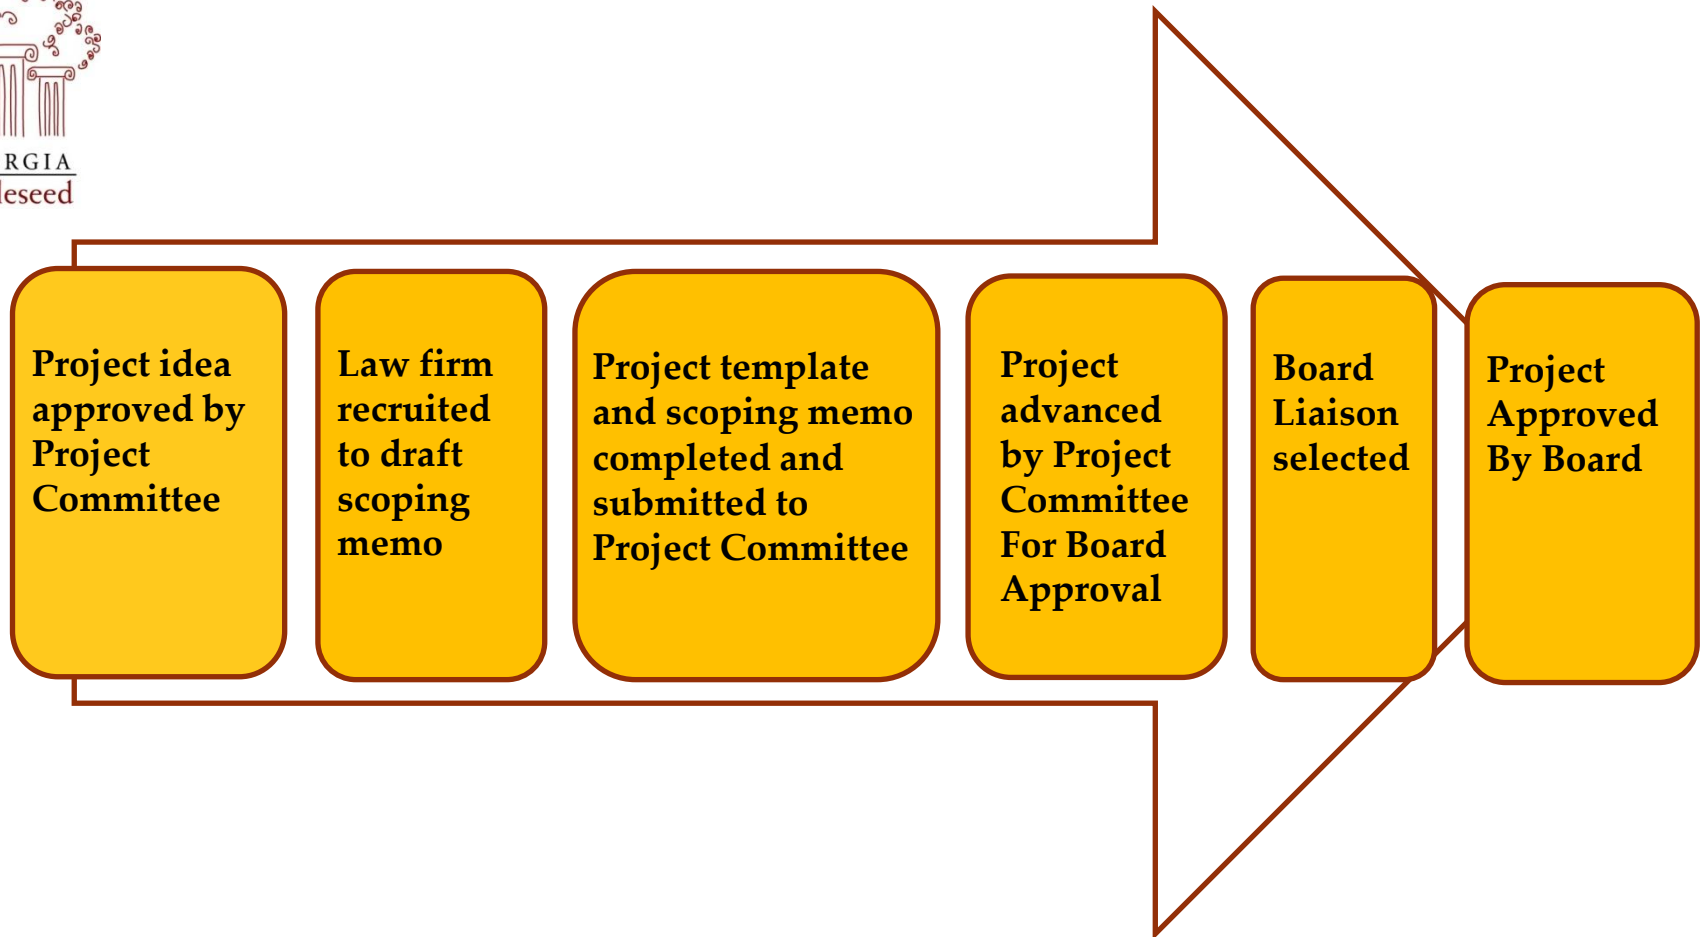 RGIA
leseed
Project idea
approved by
Project
Committee
Law firm
recruited
to draft
scoping
memo
Project template
and scoping memo
completed and
submitted to
Project Committee
Project
advanced
by Project
Committee
For Board
Approval
Board
Liaison
selected
Project
Approved
By Board